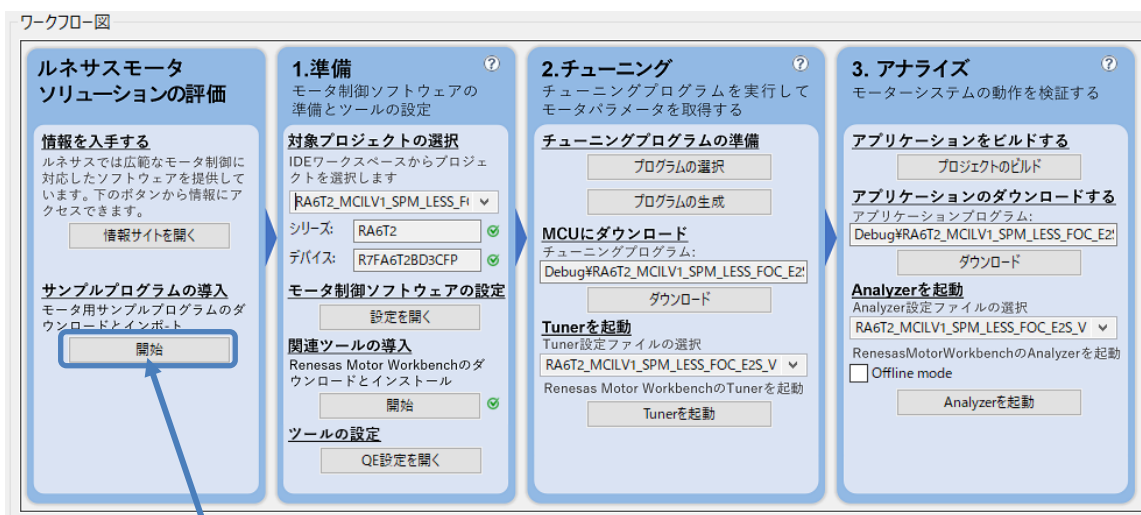 ワークフロー図
ルネサスモータ
ソリューションの評価
情報を入手する
ルネサスでは広範なモータ制御に
対応したソフトウェアを提供して
います。下のボタンから情報にア
クセスできます。
情報サイトを開く
サンプルプログラムの導入
モータ用サンプルプログラムのダ
ウンロードとインポート
開始
1.準備
?
モータ制御ソフトウェアの
準備とツールの設定
対象プロジェクトの選択
IDEワークスペースからプロジェ
クトを選択します
RA6T2_MCILV1_SPM_LESS_F
シリーズ:
RA6T2
デバイス:
R7FA6T2BD3CFP
モータ制御ソフトウェアの設定
設定を開く
関連ツールの導入
Renesas Motor Workbenchのダ
ウンロードとインストール
開始
ツールの設定
QE設定を開く
2.チューニング
?
チューニングプログラムを実行して
モータパラメータを取得する
チューニングプログラムの準備
プログラムの選択
プログラムの生成
MCUにダウンロード
チューニングプログラム:
Debug¥RA6T2_MCILV1_SPM_LESS_FOC_E2
ダウンロード
Tunerを起動
Tuner設定ファイルの選択
RA6T2_MCILV1_SPM_LESS_FOC_E2S_V
Renesas Motor WorkbenchのTunerを起動
Tunerを起動
3. アナライズ
?
モーターシステムの動作を検証する
アプリケーションをビルドする
プロジェクトのビルド
アプリケーションのダウンロードする
アプリケーションプログラム:
Debug¥RA6T2_MCILV1_SPM_LESS_FOC_E2
ダウンロード
Analyzerを起動
Analyzer設定ファイルの選択
RA6T2_MCILV1_SPM_LESS_FOC_E2S_V
RenesasMotorWorkbenchのAnalyzerを起動
Offline mode
Analyzerを起動